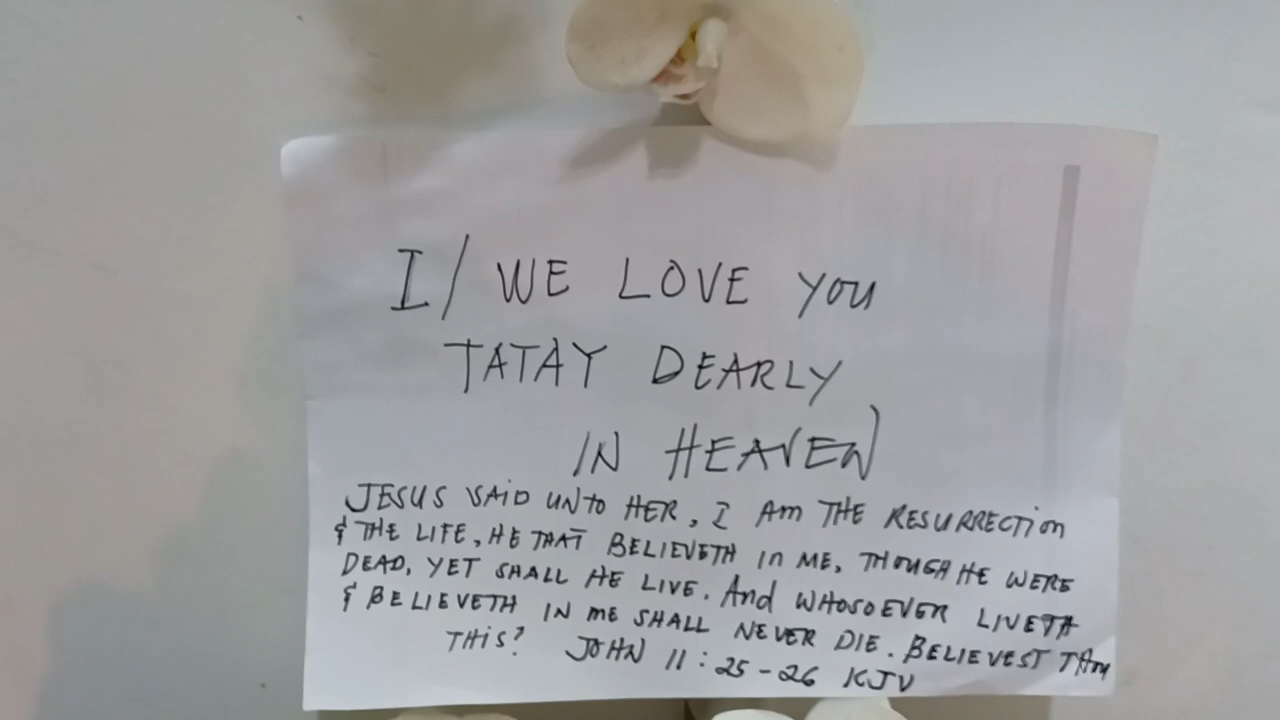 I/ WE LOVE you
TATAY DEARLY
IN HEAVEN
JESUS SAID UNTO HER, I AM THE RESURRECTION
& THE LIFE, HE THAT BELIEVETH IN ME, THOUGH HE WERE
DEAD, YET SHALL HE LIVE. And WHOSOEVER LIVETH
& BELIEVETH IN ME SHALL NEVER DIE. BELIEVEST THOU
THIS? JOHN 11:25-26 KJV